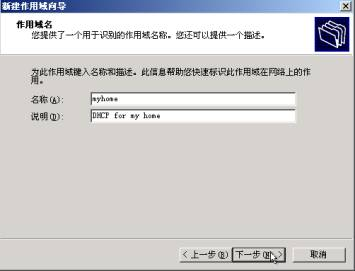 新建作用域向导
作用域名
您提供了一个用于识别的作用域名称。您还可以提供一个描述。
为此作用域键入名称和描述。此信息帮助您快速标识此作用域在网络上的作
用。
名称(A):
myhome
说明(D):
DHCP for my home
< 上一步(B)
下一步(N) >
取消